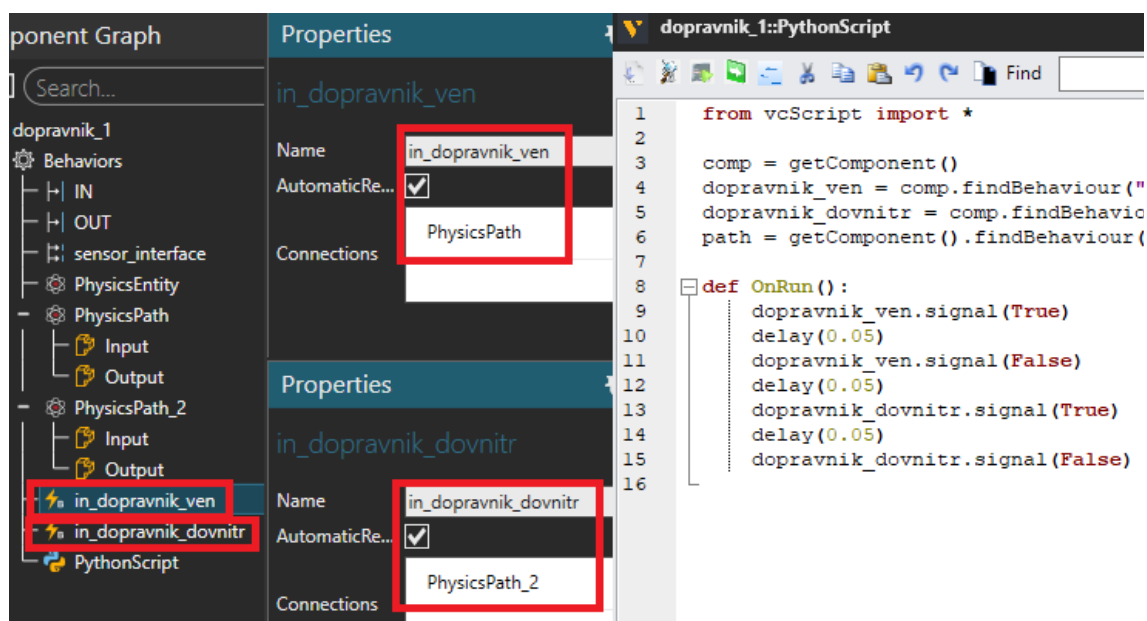 ponent Graph
Search...
dopravnik_1
Behaviors
IN
OUT
sensor_interface
PhysicsEntity
PhysicsPath
Input
Output
PhysicsPath_2
Input
Output
in_dopravnik_ven
in_dopravnik_dovnitr
PythonScript
Properties
in_dopravnik_ven
Name in_dopravnik_ven
AutomaticRe...
PhysicsPath
Connections
Properties
in_dopravnik_dovnitr
Name in_dopravnik_dovnitr
AutomaticRe...
PhysicsPath_2
Connections
dopravnik_1::PythonScript
Find
1 from vcScript import *
2
3 comp = getComponent()
4 dopravnik_ven = comp.findBehaviour("
5 dopravnik_dovnitr = comp.findBehavio
6 path = getComponent().findBehaviour(
7
8 def OnRun():
9 dopravnik_ven.signal(True)
10 delay(0.05)
11 dopravnik_ven.signal(False)
12 delay(0.05)
13 dopravnik_dovnitr.signal(True)
14 delay(0.05)
15 dopravnik_dovnitr.signal(False)
16